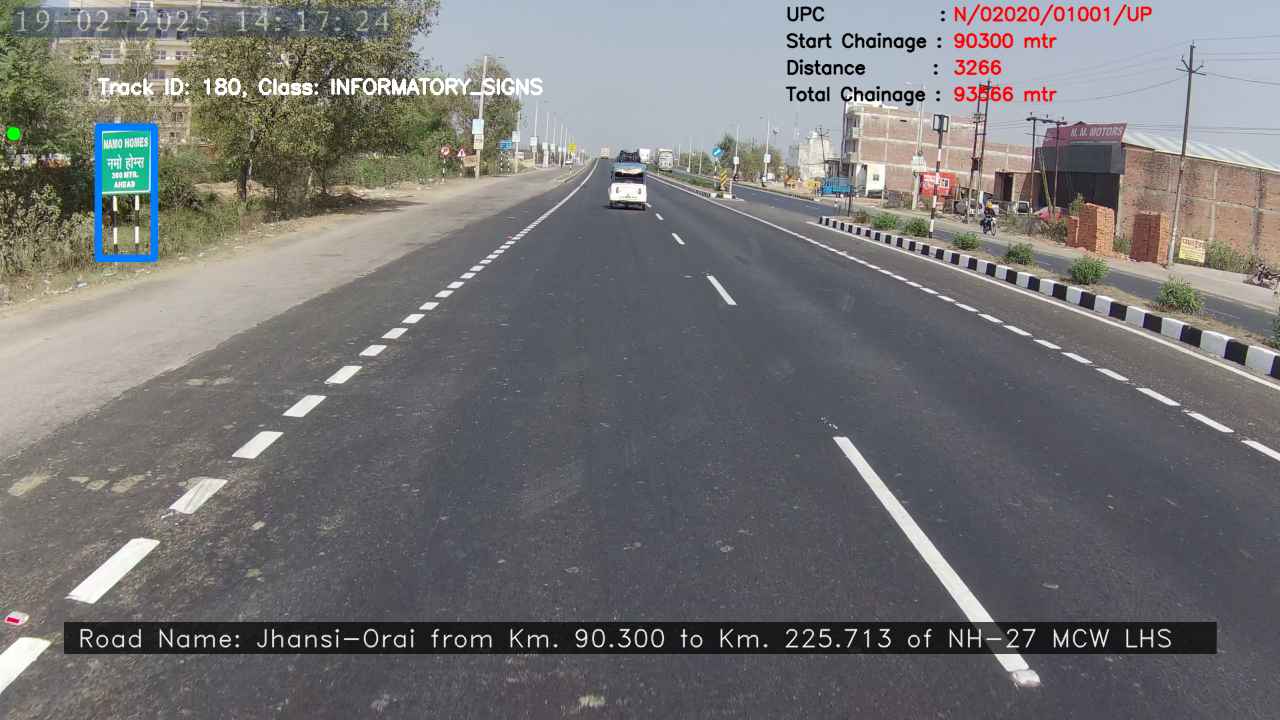 19-02-2025 14:17:24
UPC : N/02020/01001/UP
Start Chainage : 90300 mtr
Distance : 3266
Total Chainage : 93566 mtr
Track ID: 180, Class: INFORMATORY_SIGNS
NAMO HOMES
नमो होम्स
300 MTR.
AHEAD
H. M. MOTORS
Road Name: Jhansi-Orai from Km. 90.300 to Km. 225.713 of NH-27 MCW LHS